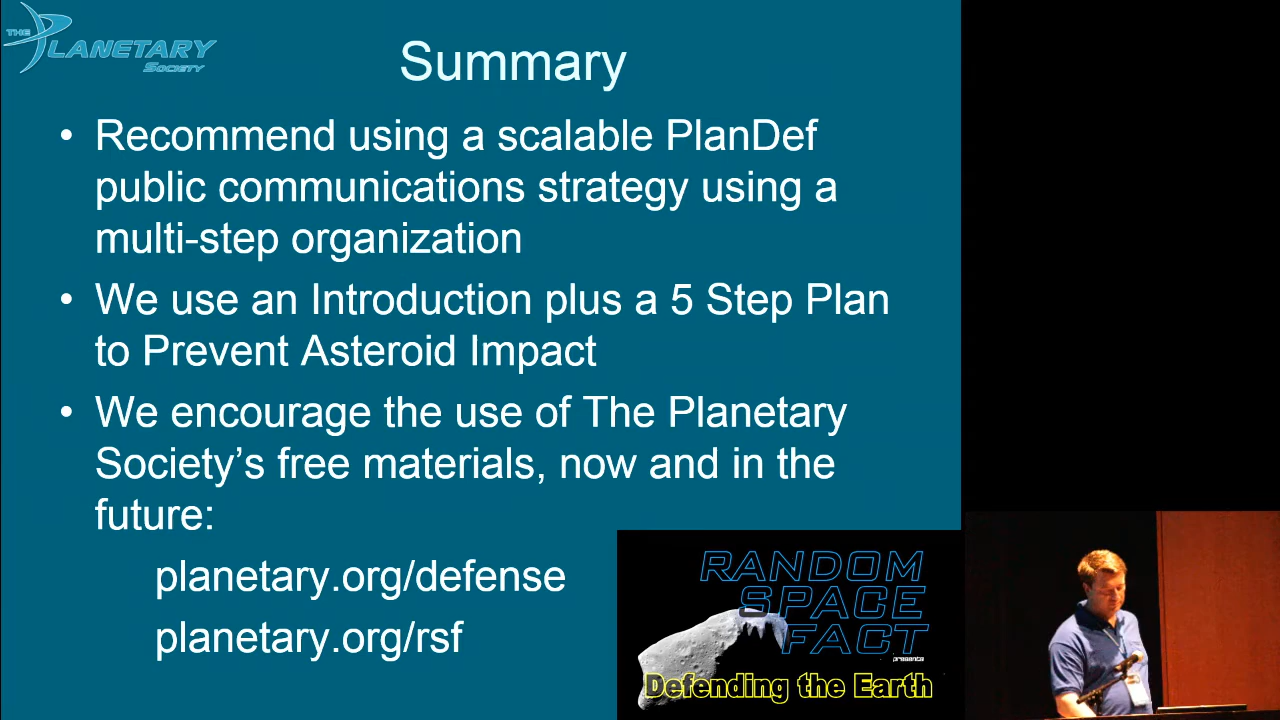 THE
PLANETARY
SOCIETY
Summary
• Recommend using a scalable PlanDef
public communications strategy using a
multi-step organization
• We use an Introduction plus a 5 Step Plan
to Prevent Asteroid Impact
• We encourage the use of The Planetary
Society’s free materials, now and in the
future:
planetary.org/defense
planetary.org/rsf
RANDOM
SPACE
FACT
presents
Defending the Earth